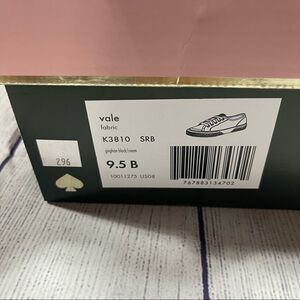 vale
fabric
K3810 SRB
gingham black/cream
9.5 B
10011275 US08
767883134702
296